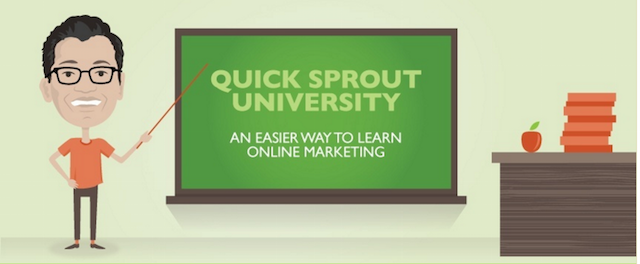 QUICK SPROUT
UNIVERSITY
AN EASIER WAY TO LEARN
ONLINE MARKETING